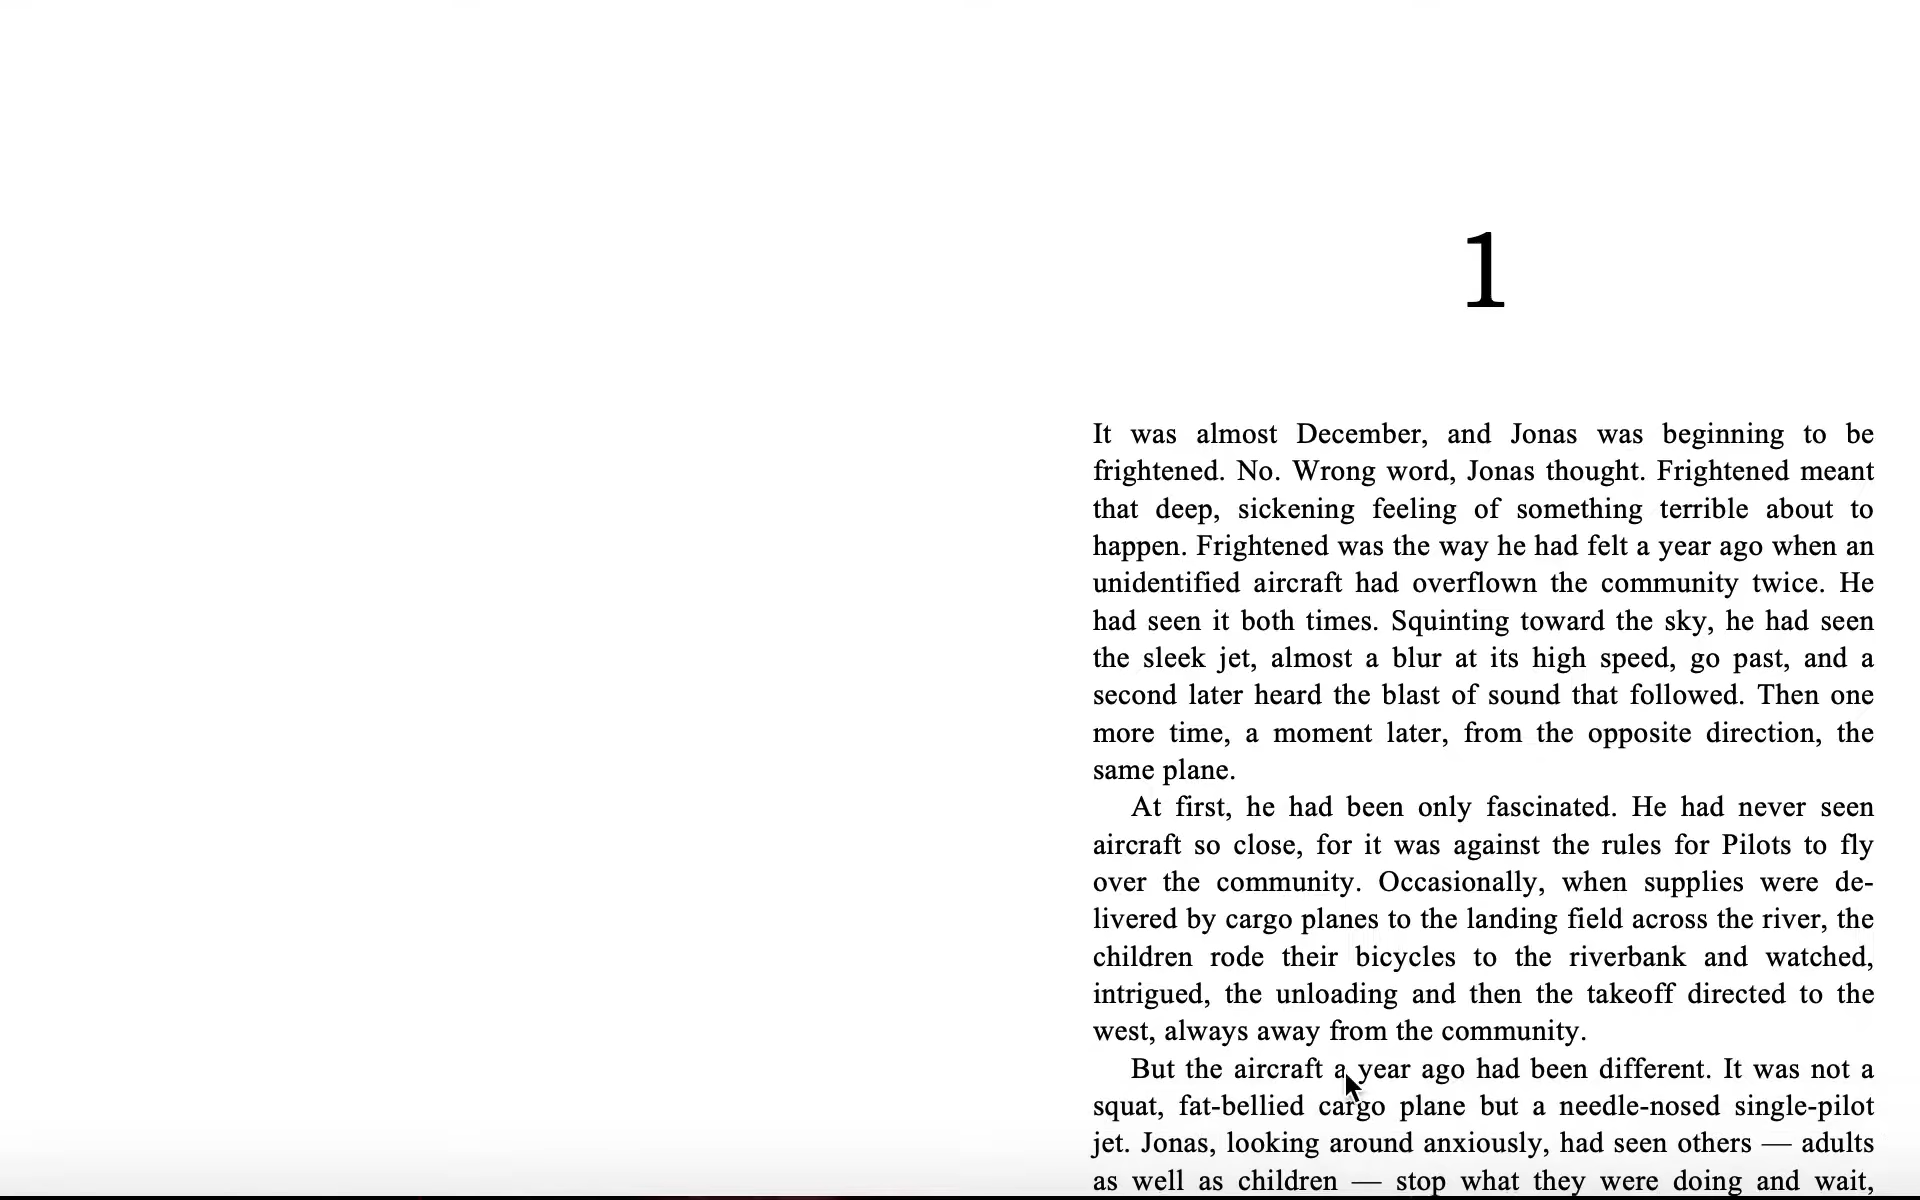 1
It was almost December, and Jonas was beginning to be
frightened. No. Wrong word, Jonas thought. Frightened meant
that deep, sickening feeling of something terrible about to
happen. Frightened was the way he had felt a year ago when an
unidentified aircraft had overflown the community twice. He
had seen it both times. Squinting toward the sky, he had seen
the sleek jet, almost a blur at its high speed, go past, and a
second later heard the blast of sound that followed. Then one
more time, a moment later, from the opposite direction, the
same plane.
At first, he had been only fascinated. He had never seen
aircraft so close, for it was against the rules for Pilots to fly
over the community. Occasionally, when supplies were de-
livered by cargo planes to the landing field across the river, the
children rode their bicycles to the riverbank and watched,
intrigued, the unloading and then the takeoff directed to the
west, always away from the community.
But the aircraft a year ago had been different. It was not a
squat, fat-bellied cargo plane but a needle-nosed single-pilot
jet. Jonas, looking around anxiously, had seen others — adults
as well as children — stop what they were doing and wait,